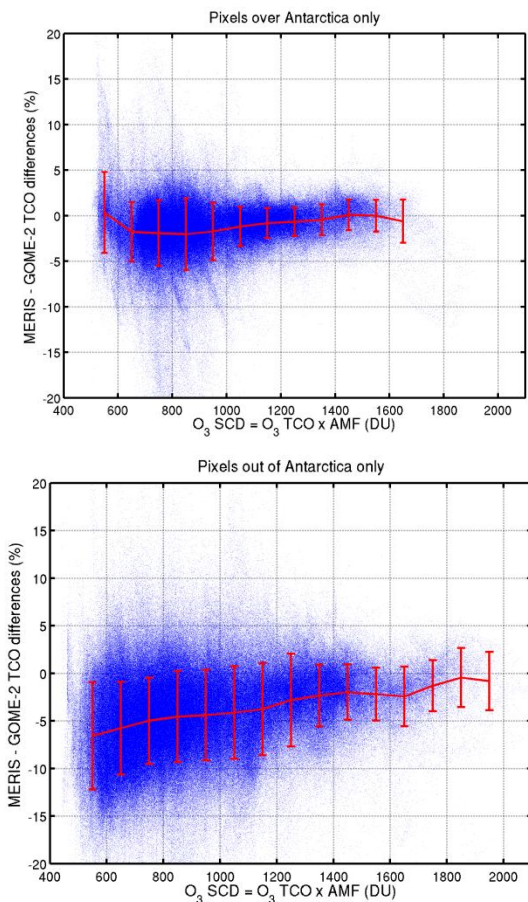 Pixels over Antarctica only
20
15
10
5
0
-5
-10
-15
-20
MERIS - GOME-2 TCO differences (%)
400 600 800 1000 1200 1400 1600 1800 2000
O3 SCD = O3 TCO x AMF (DU)
Pixels out of Antarctica only
20
15
10
5
0
-5
-10
-15
-20
MERIS - GOME-2 TCO differences (%)
400 600 800 1000 1200 1400 1600 1800 2000
O3 SCD = O3 TCO x AMF (DU)